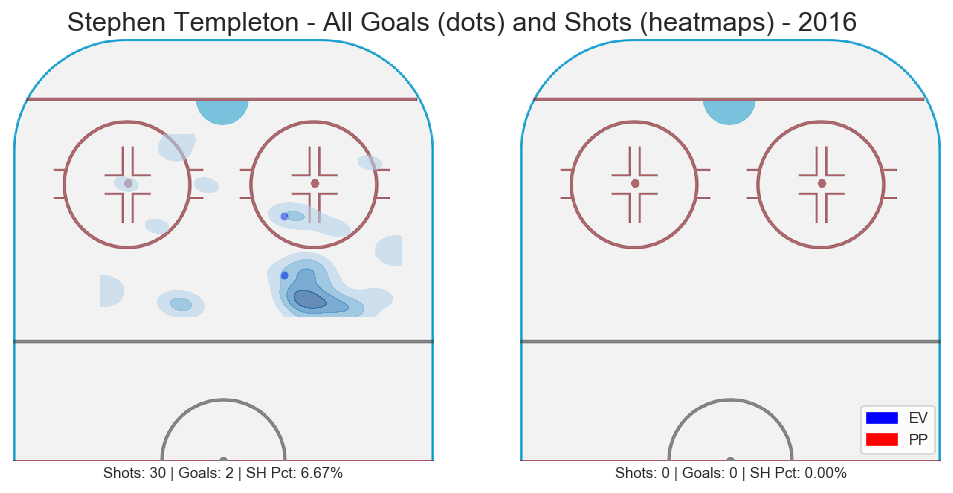 Stephen Templeton - All Goals (dots) and Shots (heatmaps) - 2016
EV
PP
Shots: 30 | Goals: 2 | SH Pct: 6.67%
Shots: 0 | Goals: 0 | SH Pct: 0.00%